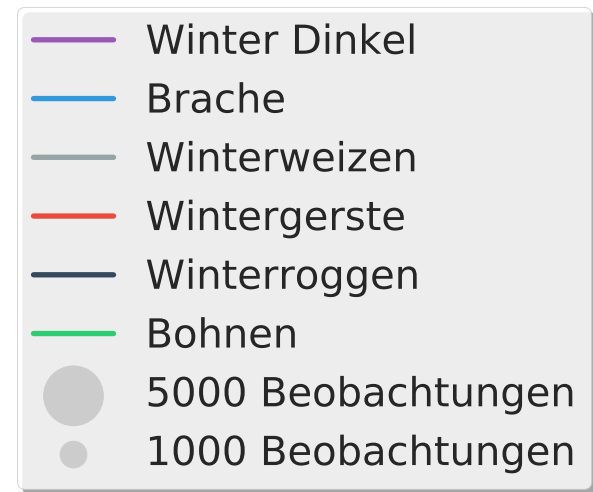 Winter Dinkel
Brache
Winterweizen
Wintergerste
Winterroggen
Bohnen
5000 Beobachtungen
1000 Beobachtungen